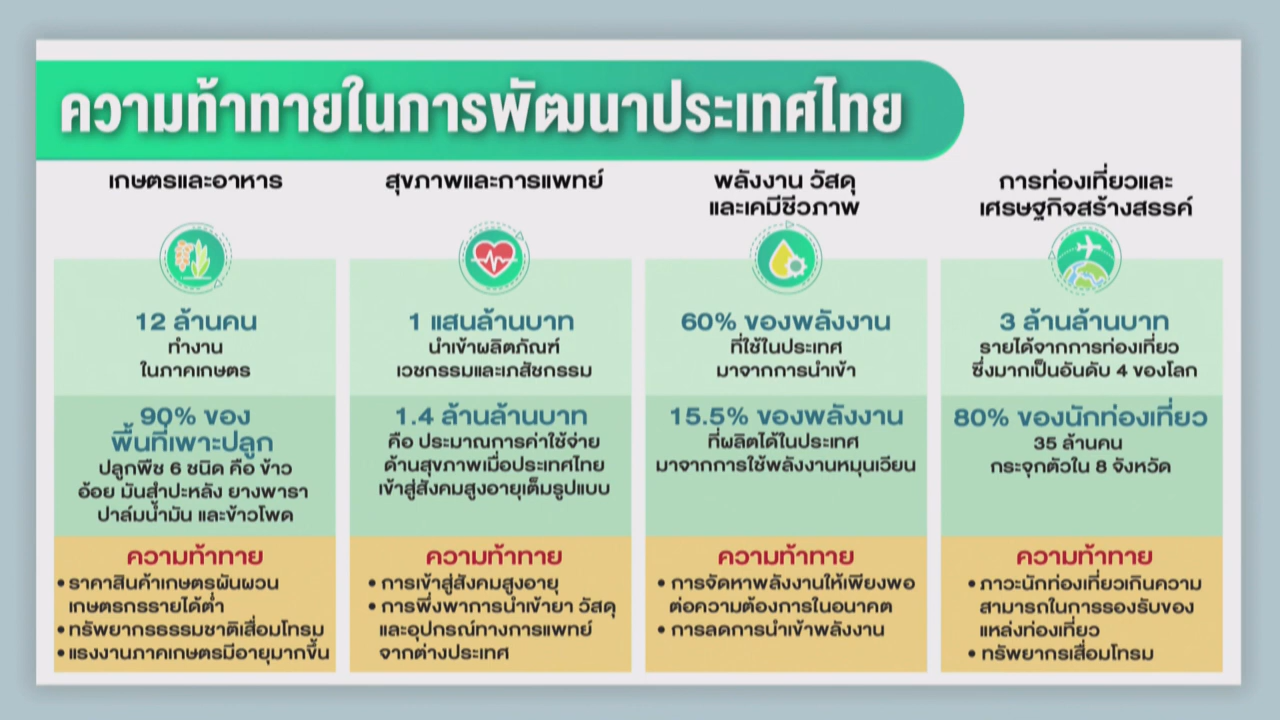 ความท้าทายในการพัฒนาประเทศไทย
เกษตรและอาหาร
12 ล้านคน
ทำงาน
ในภาคเกษตร
90% ของ
พื้นที่เพาะปลูก
ปลูกพืช 6 ชนิด คือ ข้าว
อ้อย มันสำปะหลัง ยางพารา
ปาล์มน้ำมัน และข้าวโพด
ความท้าทาย
• ราคาสินค้าเกษตรผันผวน
เกษตรกรรายได้ต่ำ
• ทรัพยากรธรรมชาติเสื่อมโทรม
• แรงงานภาคเกษตรมีอายุมากขึ้น
สุขภาพและการแพทย์
1 แสนล้านบาท
นำเข้าผลิตภัณฑ์
เวชกรรมและเภสัชกรรม
1.4 ล้านล้านบาท
คือ ประมาณการค่าใช้จ่าย
ด้านสุขภาพเมื่อประเทศไทย
เข้าสู่สังคมสูงอายุเต็มรูปแบบ
ความท้าทาย
• การเข้าสู่สังคมสูงอายุ
• การพึ่งพาการนำเข้ายา วัสดุ
และอุปกรณ์ทางการแพทย์
จากต่างประเทศ
พลังงาน วัสดุ
และเคมีชีวภาพ
60% ของพลังงาน
ที่ใช้ในประเทศ
มาจากการนำเข้า
15.5% ของพลังงาน
ที่ผลิตได้ในประเทศ
มาจากการใช้พลังงานหมุนเวียน
ความท้าทาย
• การจัดหาพลังงานให้เพียงพอ
ต่อความต้องการในอนาคต
• การลดการนำเข้าพลังงาน
การท่องเที่ยวและ
เศรษฐกิจสร้างสรรค์
3 ล้านล้านบาท
รายได้จากการท่องเที่ยว
ซึ่งมากเป็นอันดับ 4 ของโลก
80% ของนักท่องเที่ยว
35 ล้านคน
กระจุกตัวใน 8 จังหวัด
ความท้าทาย
• ภาวะนักท่องเที่ยวเกินความ
สามารถในการรองรับของ
แหล่งท่องเที่ยว
• ทรัพยากรเสื่อมโทรม